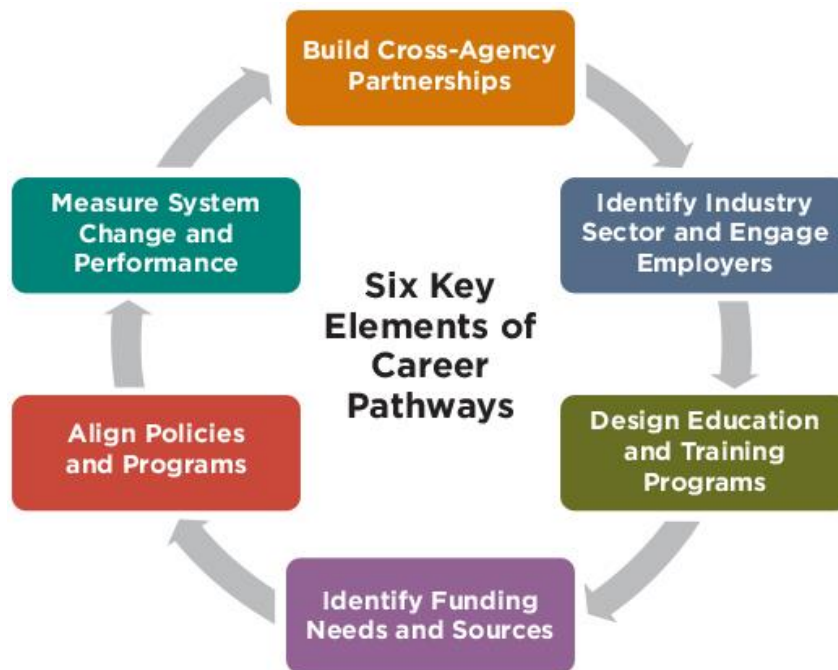 Build Cross-Agency
Partnerships
Identify Industry
Sector and Engage
Employers
Design Education
and Training
Programs
Identify Funding
Needs and Sources
Align Policies
and Programs
Measure System
Change and
Performance
Six Key
Elements of
Career
Pathways